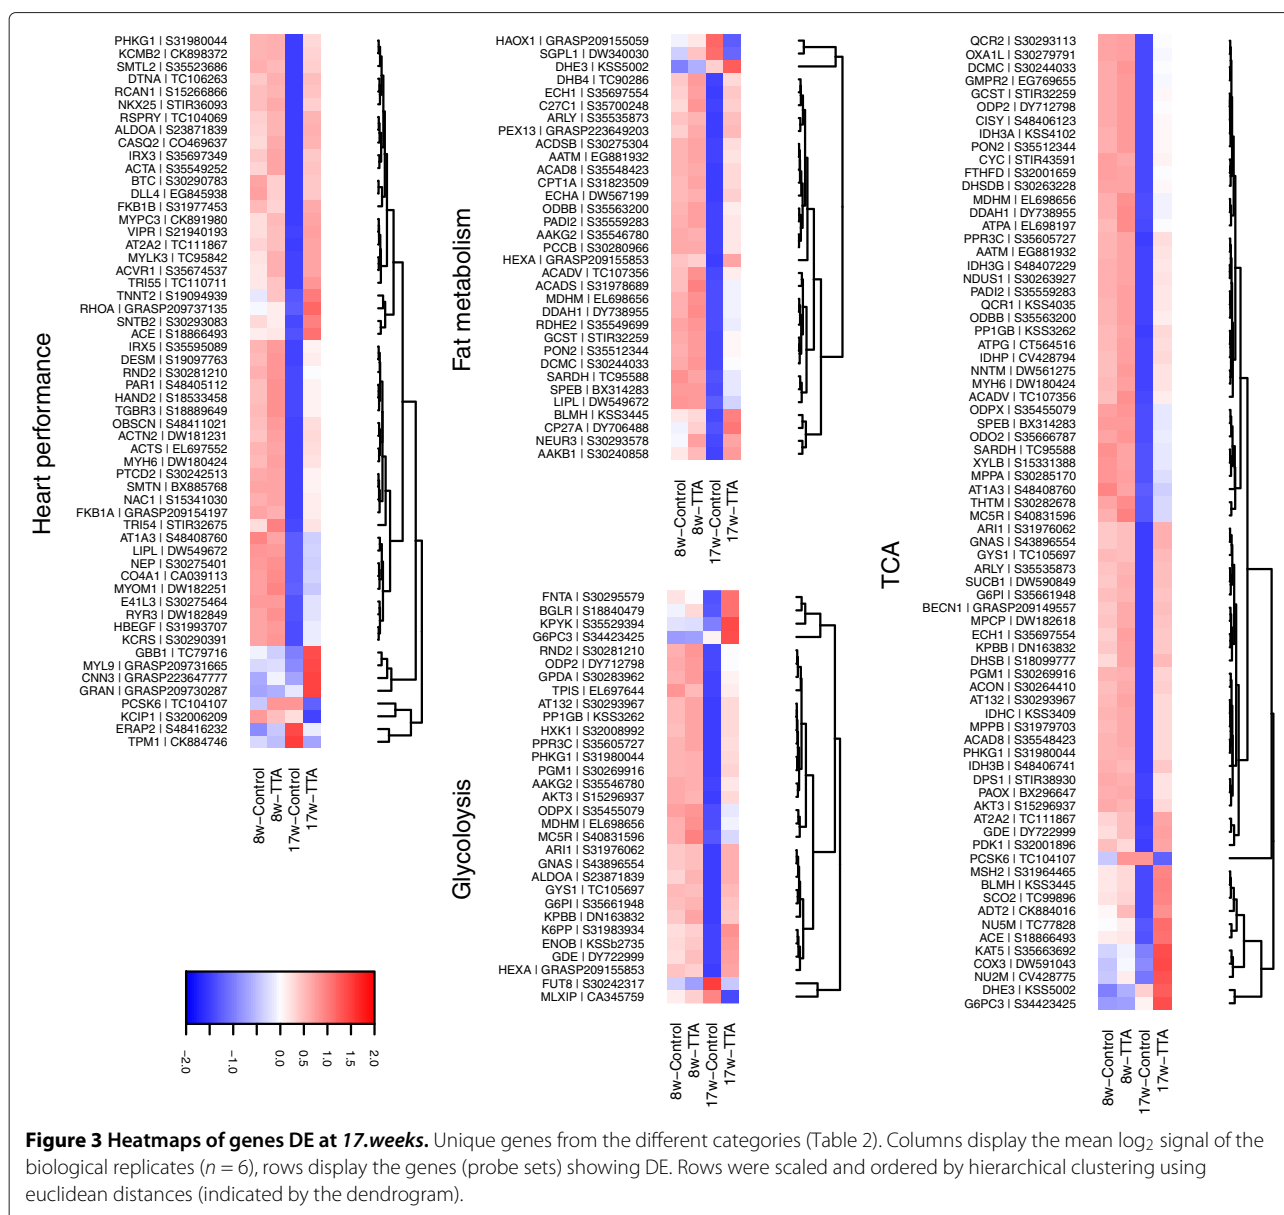 Heart performance
PHKG1 | S31980044
KCMB2 | CK898372
SMTL2 | S35523686
DTNA | TC106263
RCAN1 | S15266866
NKX25 | STIR36093
RSPRY | TC104069
ALDOA | S23871839
CASQ2 | CO469637
IRX3 | S35697349
ACTA | S35549252
BTC | S30290783
DLL4 | EG845938
FKB1B | S31977453
MYPC3 | CK891980
VIPR | S21940193
AT2A2 | TC111867
MYLK3 | TC95842
ACVR1 | S35674537
TRI55 | TC110711
TNNT2 | S19094939
RHOA | GRASP209737135
SNTB2 | S30293083
ACE | S18866493
IRX5 | S35595089
DESM | S19097763
RND2 | S30281210
PAR1 | S48405112
HAND2 | S18533458
TGBR3 | S18889649
OBSCN | S48411021
ACTN2 | DW181231
ACTS | EL697552
MYH6 | DW180424
PTCD2 | S30242513
SMTN | BX885768
NAC1 | S15341030
FKB1A | GRASP209154197
TRI54 | STIR32675
AT1A3 | S48408760
LIPL | DW549672
NEP | S30275401
CO4A1 | CA039113
MYOM1 | DW182251
E41L3 | S30275464
RYR3 | DW182849
HBEGF | S31993707
KCRS | S30290391
GBB1 | TC79716
MYL9 | GRASP209731665
CNN3 | GRASP223647777
GRAN | GRASP209730287
PCSK6 | TC104107
KCIP1 | S32006209
ERAP2 | S48416232
TPM1 | CK884746
8w−Control
8w−TTA
17w−Control
17w−TTA
−2.0
−1.0
0.0
0.5
1.0
1.5
2.0
Fat metabolism
HAOX1 | GRASP209155059
SGPL1 | DW340030
DHE3 | KSS5002
DHB4 | TC90286
ECH1 | S35697554
C27C1 | S35700248
ARLY | S35535873
PEX13 | GRASP223649203
ACDSB | S30275304
AATM | EG881932
ACAD8 | S35548423
CPT1A | S31823509
ECHA | DW567199
ODBB | S35563200
PADI2 | S35559283
AAKG2 | S35546780
PCCB | S30280966
HEXA | GRASP209155853
ACADV | TC107356
ACADS | S31978689
MDHM | EL698656
DDAH1 | DY738955
RDHE2 | S35549699
GCST | STIR32259
PON2 | S35512344
DCMC | S30244033
SARDH | TC95588
SPEB | BX314283
LIPL | DW549672
BLMH | KSS3445
CP27A | DY706488
NEUR3 | S30293578
AAKB1 | S30240858
8w−Control
8w−TTA
17w−Control
17w−TTA
Glycoloysis
FNTA | S30295579
BGLR | S18840479
KPYK | S35529394
G6PC3 | S34423425
RND2 | S30281210
ODP2 | DY712798
GPDA | S30283962
TPIS | EL697644
AT132 | S30293967
PP1GB | KSS3262
HXK1 | S32008992
PPR3C | S35605727
PHKG1 | S31980044
PGM1 | S30269916
AAKG2 | S35546780
AKT3 | S15296937
ODPX | S35455079
MDHM | EL698656
MC5R | S40831596
ARI1 | S31976062
GNAS | S43896554
ALDOA | S23871839
GYS1 | TC105697
G6PI | S35661948
KPBB | DN163832
K6PP | S31983934
ENOB | KSSb2735
GDE | DY722999
HEXA | GRASP209155853
FUT8 | S30242317
MLXIP | CA345759
8w−Control
8w−TTA
17w−Control
17w−TTA
TCA
QCR2 | S30293113
OXA1L | S30279791
DCMC | S30244033
GMPR2 | EG769655
GCST | STIR32259
ODP2 | DY712798
CISY | S48406123
IDH3A | KSS4102
PON2 | S35512344
CYC | STIR43591
FTHFD | S32001659
DHSDB | S30263228
MDHM | EL698656
DDAH1 | DY738955
ATPA | EL698197
PPR3C | S35605727
AATM | EG881932
IDH3G | S48407229
NDUS1 | S30263927
PADI2 | S35559283
QCR1 | KSS4035
ODBB | S35563200
PP1GB | KSS3262
ATPG | CT564516
IDHP | CV428794
NNTM | DW561275
MYH6 | DW180424
ACADV | TC107356
ODPX | S35455079
SPEB | BX314283
ODO2 | S35666787
SARDH | TC95588
XYLB | S15331388
MPPA | S30285170
AT1A3 | S48408760
THTM | S30282678
MC5R | S40831596
ARI1 | S31976062
GNAS | S43896554
GYS1 | TC105697
ARLY | S35535873
SUCB1 | DW590849
G6PI | S35661948
BECN1 | GRASP209149557
MPCP | DW182618
ECH1 | S35697554
KPBB | DN163832
DHSB | S18099777
PGM1 | S30269916
ACON | S30264410
AT132 | S30293967
IDHC | KSS3409
MPPB | S31979703
ACAD8 | S35548423
PHKG1 | S31980044
IDH3B | S48406741
DPS1 | STIR38930
PAOX | BX296647
AKT3 | S15296937
AT2A2 | TC111867
GDE | DY722999
PDK1 | S32001896
PCSK6 | TC104107
MSH2 | S31964465
BLMH | KSS3445
SCO2 | TC99896
ADT2 | CK884016
NU5M | TC77828
ACE | S18866493
KAT5 | S35663692
COX3 | DW591043
NU2M | CV428775
DHE3 | KSS5002
G6PC3 | S34423425
8w−Control
8w−TTA
17w−Control
17w−TTA
Figure 3 Heatmaps of genes DE at 17.weeks. Unique genes from the different categories (Table 2). Columns display the mean log2 signal of the
biological replicates (n = 6), rows display the genes (probe sets) showing DE. Rows were scaled and ordered by hierarchical clustering using
euclidean distances (indicated by the dendrogram).